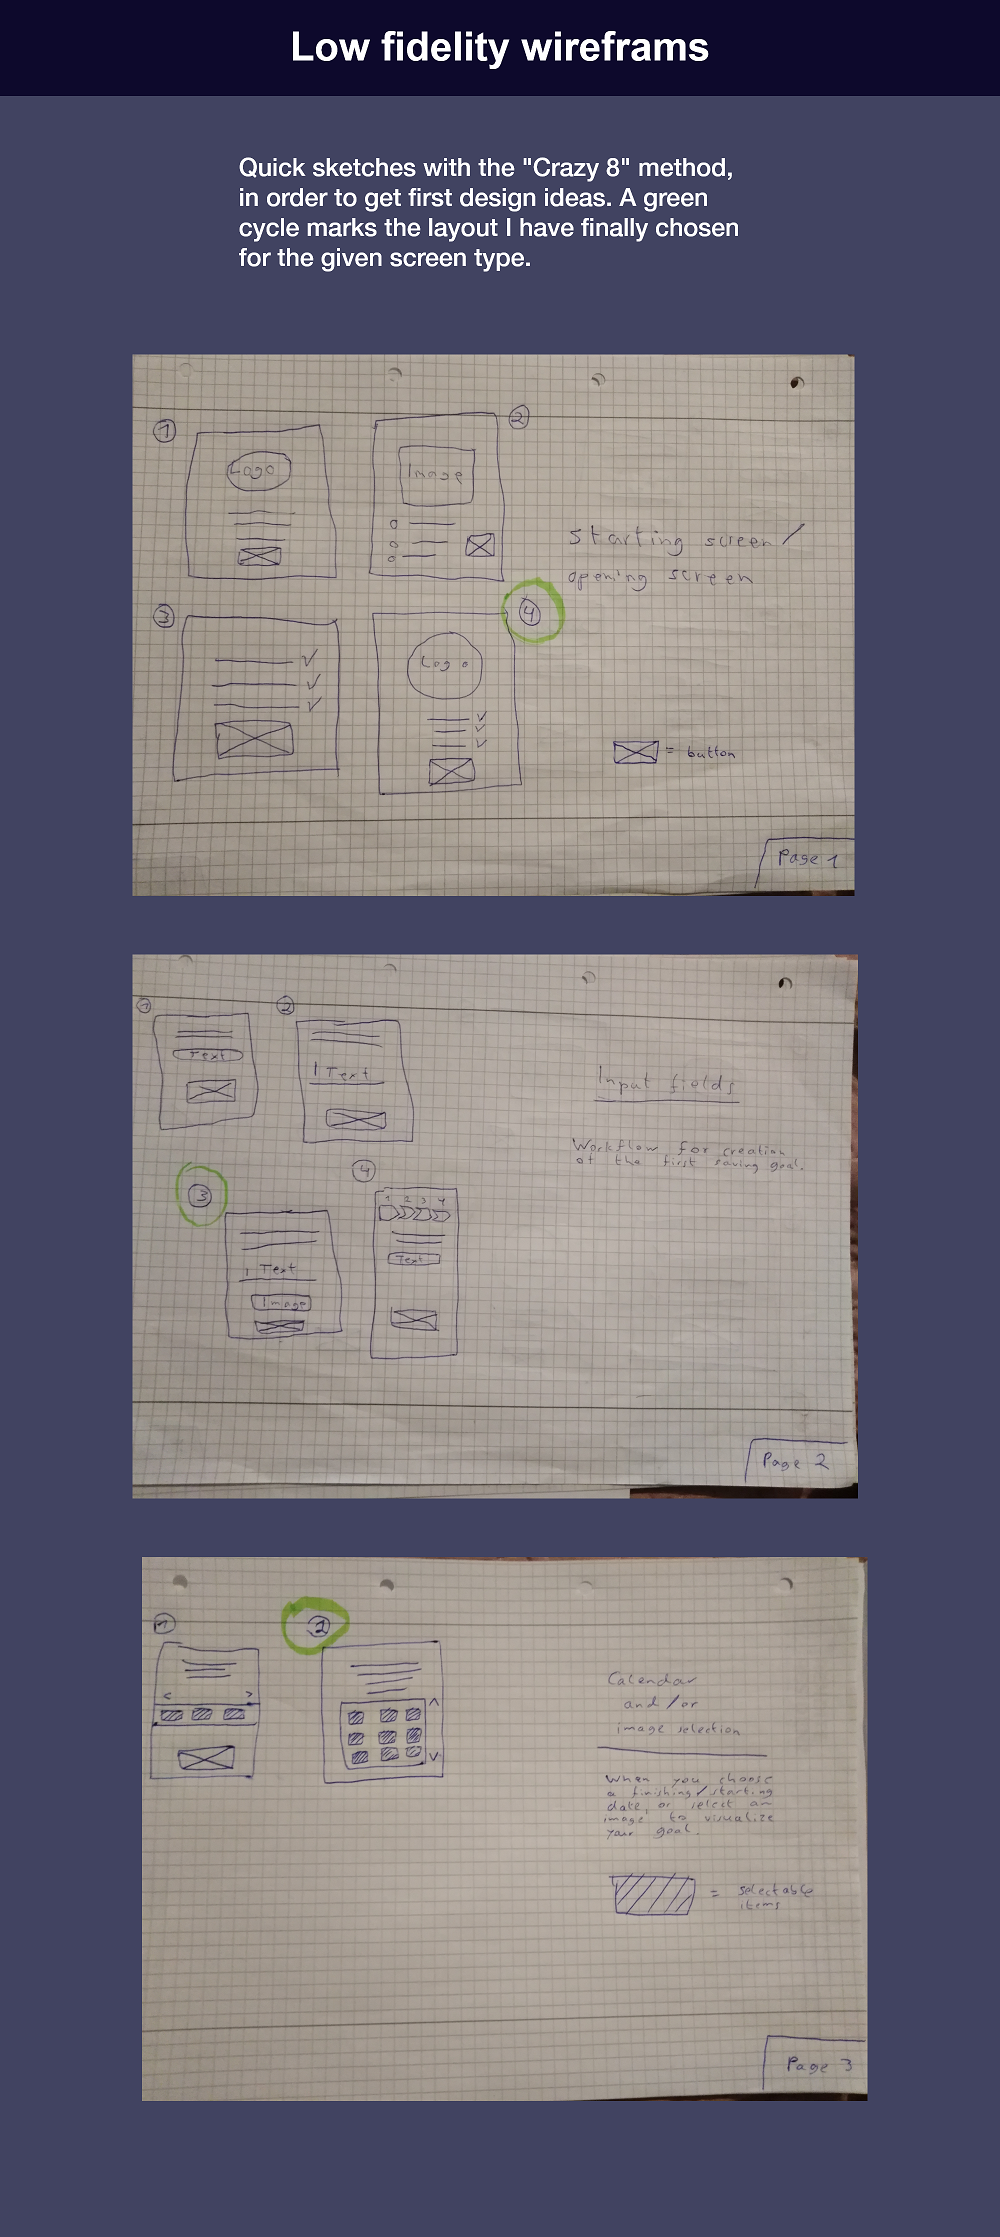 Low fidelity wireframs
Quick sketches with the "Crazy 8" method,
in order to get first design ideas. A green
cycle marks the layout I have finally chosen
for the given screen type.
1
Logo
2
Image
starting screen /
opening screen
3
4
Logo
= button
Page 1
1
Text
2
Text
Input fields
Workflow for creation
of the first saving goal.
3
Text
Image
4
1 2 3 4
Text
Page 2
1
< >
2
Calendar
and/or
image selection
When you choose
a finishing/starting
date, or select an
image to visualize
your goal.
= selectable
items
Page 3